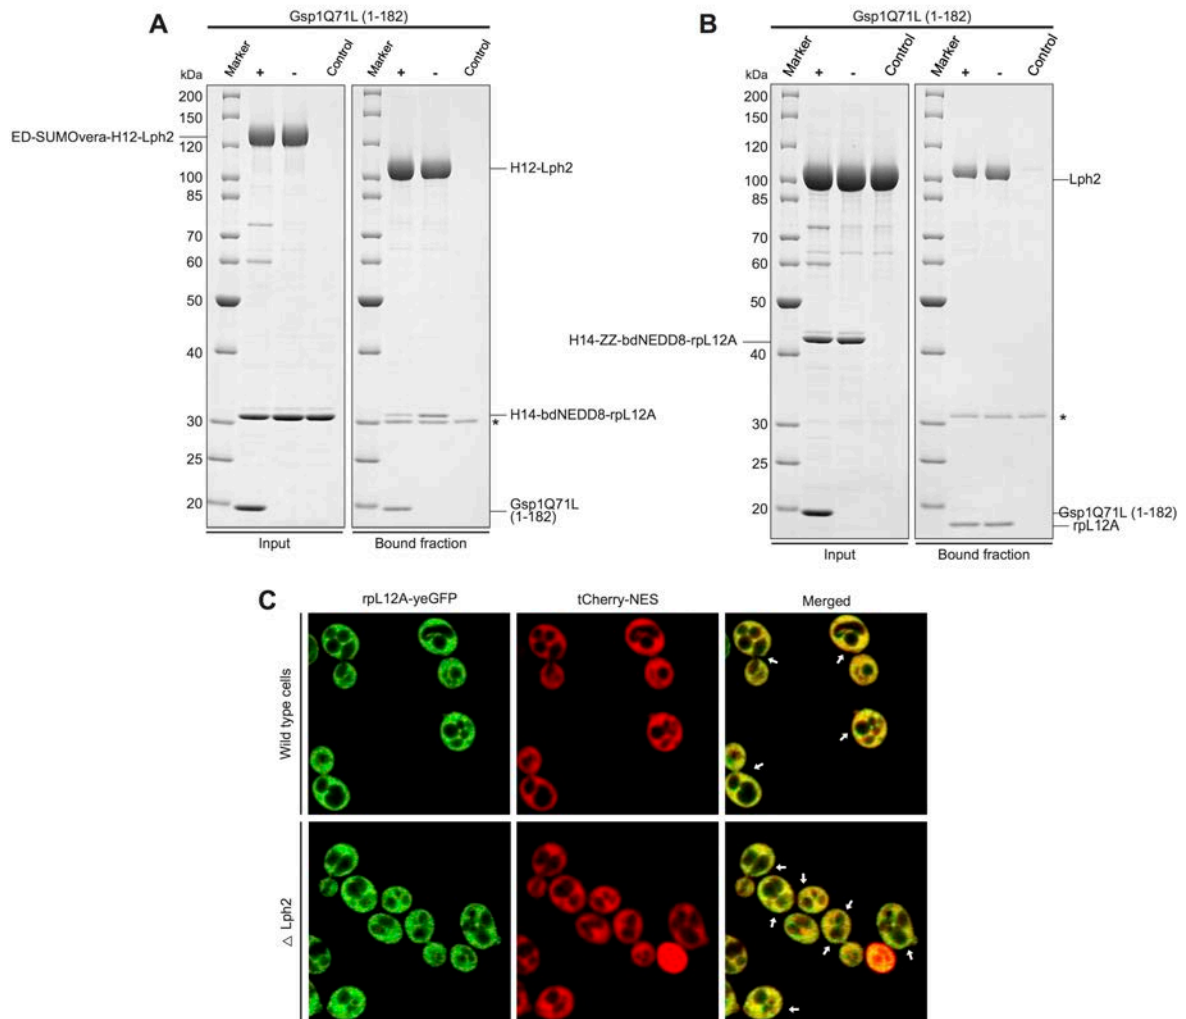 A
Gsp1Q71L (1-182)
Marker + - Control Marker + - Control
kDa
200
150
120
100
85
70
60
50
40
30
25
20
ED-SUMOvera-H12-Lph2
H12-Lph2
H14-bdNEDD8-rpL12A
*
Gsp1Q71L
(1-182)
Input Bound fraction
B
Gsp1Q71L (1-182)
Marker + - Control Marker + - Control
kDa
200
150
120
100
85
70
60
50
40
30
25
20
H14-ZZ-bdNEDD8-rpL12A
Lph2
*
Gsp1Q71L (1-182)
rpL12A
Input Bound fraction
C
rpL12A-yeGFP tCherry-NES Merged
Wild type cells
△ Lph2